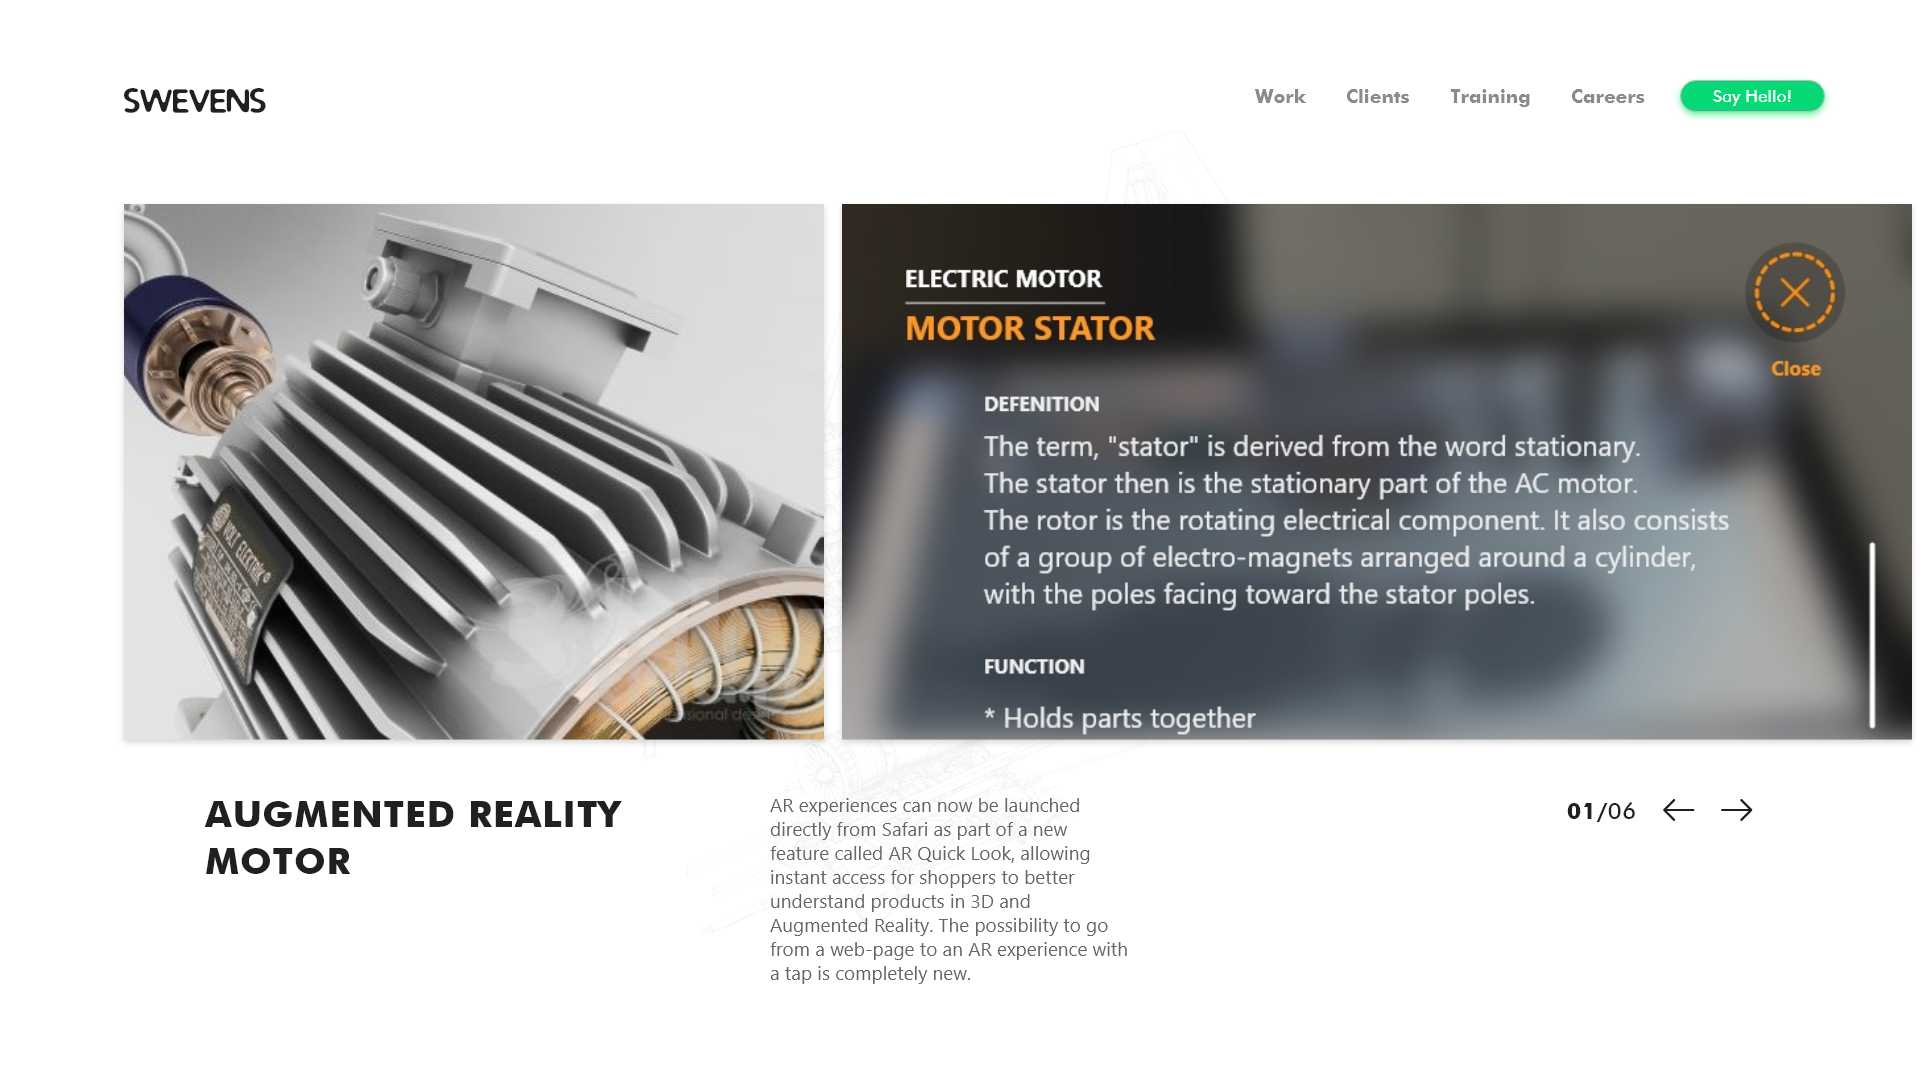 SWEVENS
Work Clients Training Careers Say Hello!
VOLT ELEKTRIK
ELECTRIC MOTOR
MOTOR STATOR
Close
DEFENITION
The term, "stator" is derived from the word stationary.
The stator then is the stationary part of the AC motor.
The rotor is the rotating electrical component. It also consists
of a group of electro-magnets arranged around a cylinder,
with the poles facing toward the stator poles.
FUNCTION
* Holds parts together
AUGMENTED REALITY
MOTOR
AR experiences can now be launched
directly from Safari as part of a new
feature called AR Quick Look, allowing
instant access for shoppers to better
understand products in 3D and
Augmented Reality. The possibility to go
from a web-page to an AR experience with
a tap is completely new.
01/06